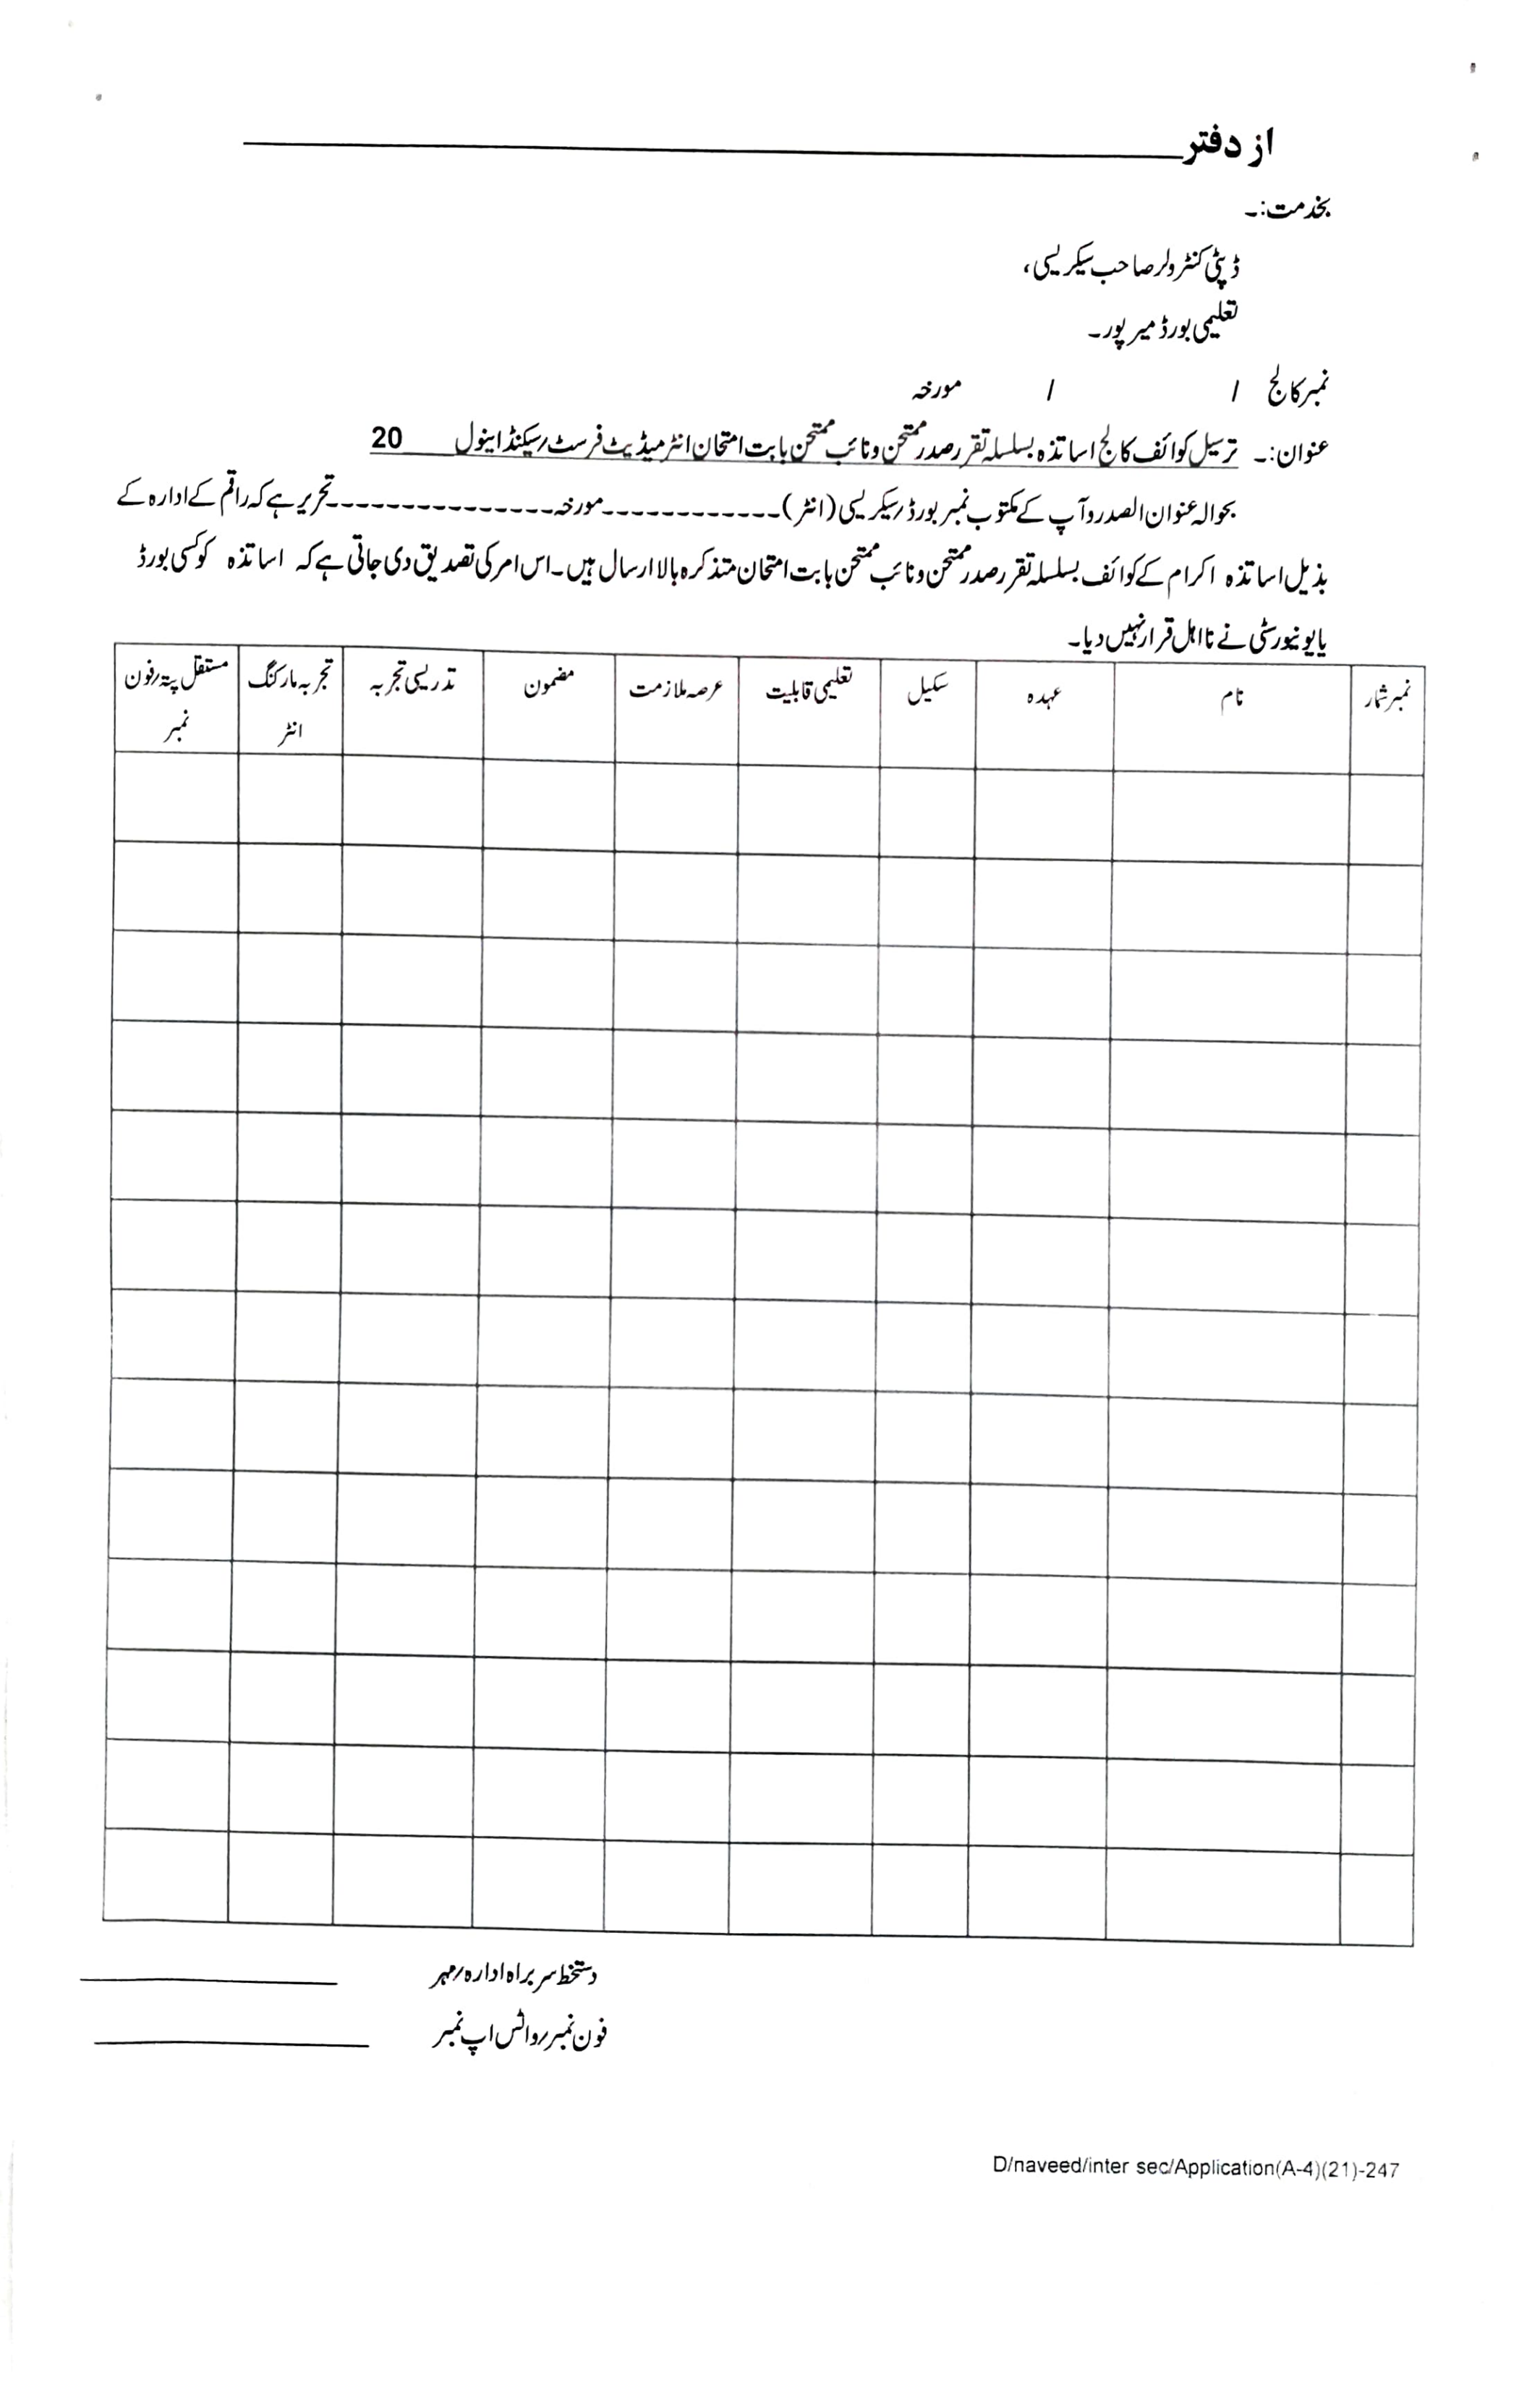 از دفتر
بخدمت:۔
ڈپٹی کنٹرولر صاحب سیکریسی،
تعلیمی بورڈ میرپور۔
نمبر کالج / / مورخہ
عنوان:۔ ترسیل کوائف کالج اساتذہ بسلسلہ تقرر صدر ممتحن و نائب ممتحن بابت امتحان انٹرمیڈیٹ فرسٹ/سیکنڈ اینول 20
بحوالہ عنوان الصدر و آپ کے مکتوب نمبر بورڈ/سیکریسی (انٹر)------------مورخہ---------------تحریر ہے کہ راقم کے ادارہ کے
بذیل اساتذہ اکرام کے کوائف بسلسلہ تقرر صدر ممتحن و نائب ممتحن بابت امتحان متذکرہ بالا ارسال ہیں۔ اس امر کی تصدیق دی جاتی ہے کہ اساتذہ کو کسی بورڈ
یا یونیورسٹی نے نااہل قرار نہیں دیا۔
نمبر شمار نام عہدہ سکیل تعلیمی قابلیت عرصہ ملازمت مضمون تدریسی تجربہ تجربہ مارکنگ انٹر مستقل پتہ/فون نمبر
دستخط سربراہ ادارہ/مہر
فون نمبر/واٹس اپ نمبر
D/naveed/inter sec/Application(A-4)(21)-247